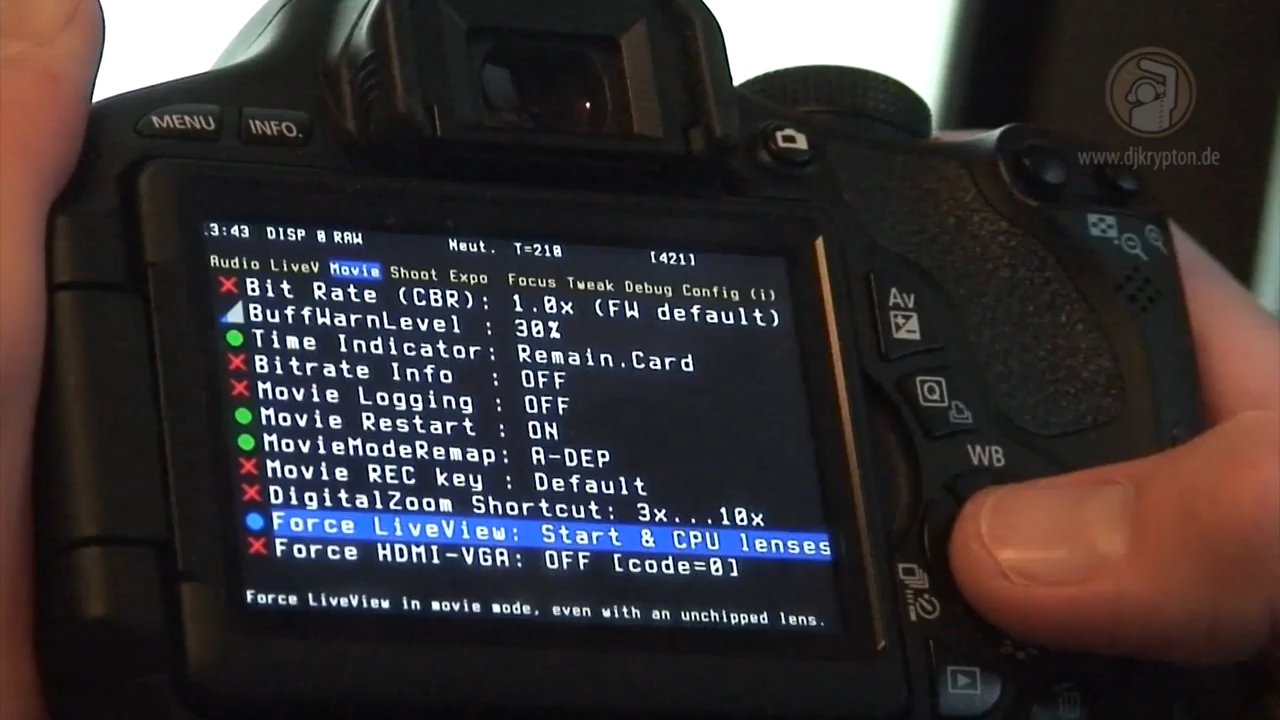 www.djkrypton.de
MENU
INFO.
3:43 DISP 0 RAW Neut. T=210 [421]
Audio LiveV Movie Shoot Expo Focus Tweak Debug Config (i)
Bit Rate (CBR): 1.0x (FW default)
BuffWarnLevel : 30%
Time Indicator: Remain.Card
Bitrate Info : OFF
Movie Logging : OFF
Movie Restart : ON
MovieModeRemap: A-DEP
Movie REC key : Default
DigitalZoom Shortcut: 3x...10x
Force LiveView: Start & CPU lenses
Force HDMI-VGA: OFF [code=0]
Force LiveView in movie mode, even with an unchipped lens.
Av
Q
WB